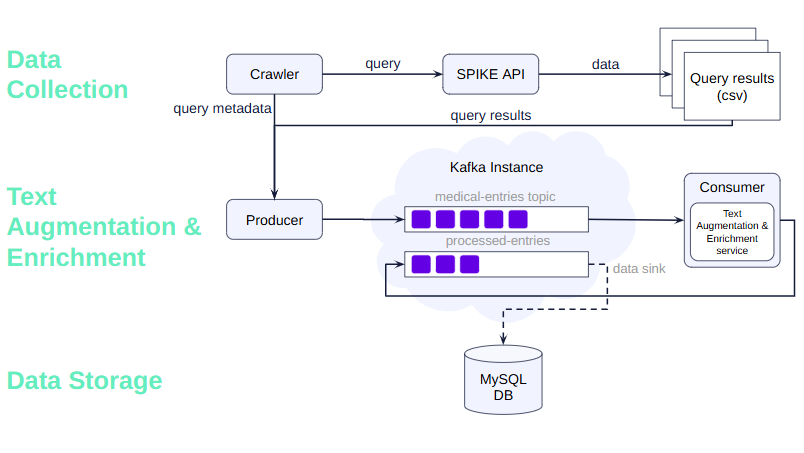 Data
Collection
Crawler
query
SPIKE API
data
Query results
(csv)
query metadata
query results
Text
Augmentation &
Enrichment
Kafka Instance
medical-entries topic
Producer
processed-entries
data sink
Consumer
Text
Augmentation &
Enrichment
service
Data Storage
MySQL
DB